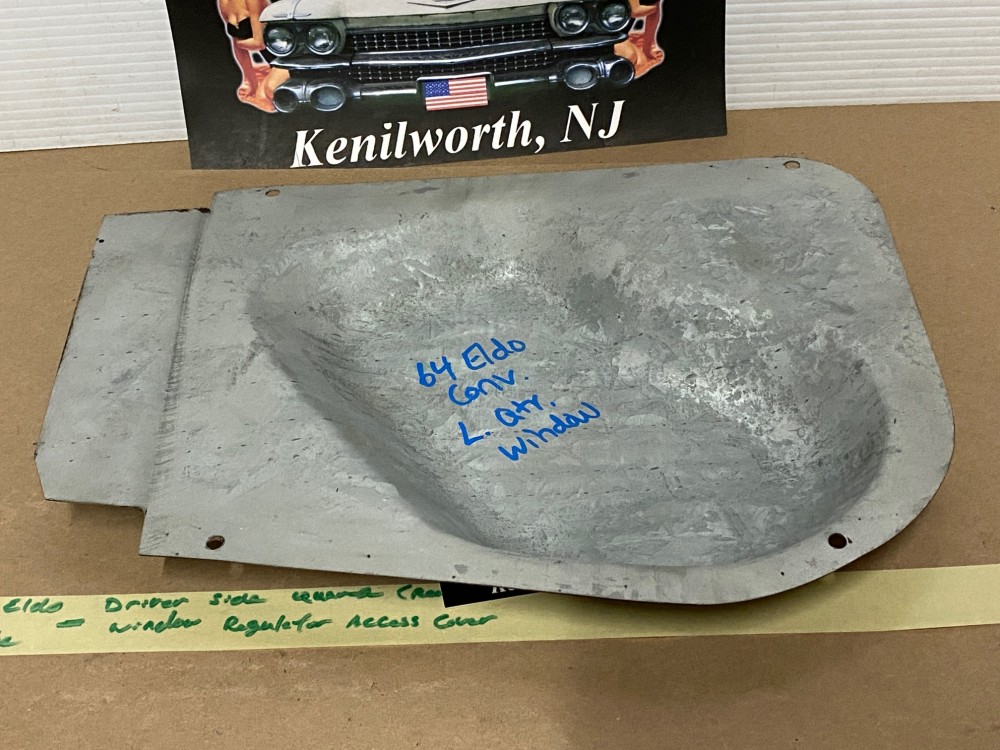 Kenilworth, NJ
64 Eldo
Conv.
L. Qtr.
Window
Eldo Driver Side
- Window Regulator Access Cover